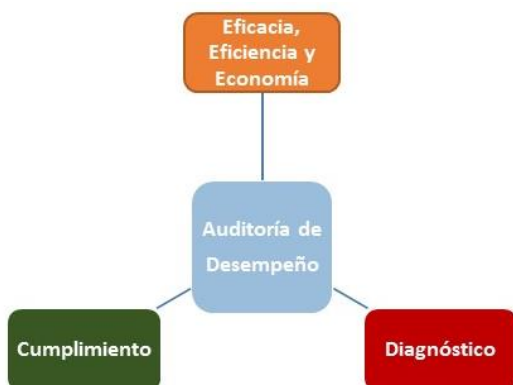 Eficacia,
Eficiencia y
Economía
Auditoría de
Desempeño
Cumplimiento
Diagnóstico